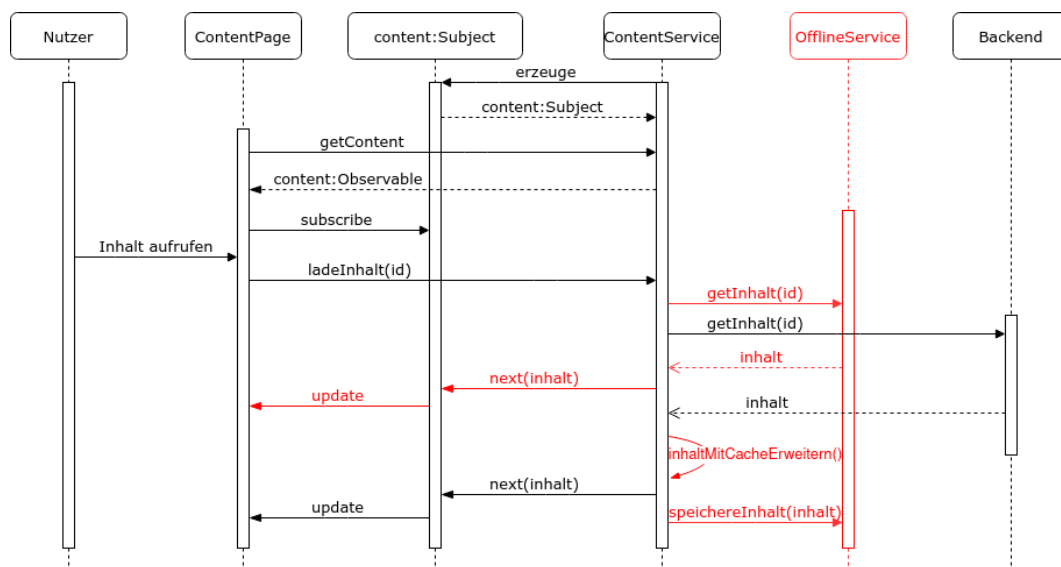 Nutzer
ContentPage
content:Subject
ContentService
OfflineService
Backend
erzeuge
content:Subject
getContent
content:Observable
subscribe
Inhalt aufrufen
ladeInhalt(id)
getInhalt(id)
getInhalt(id)
inhalt
next(inhalt)
update
inhalt
inhaltMitCacheErweitern()
next(inhalt)
update
speichereInhalt(inhalt)